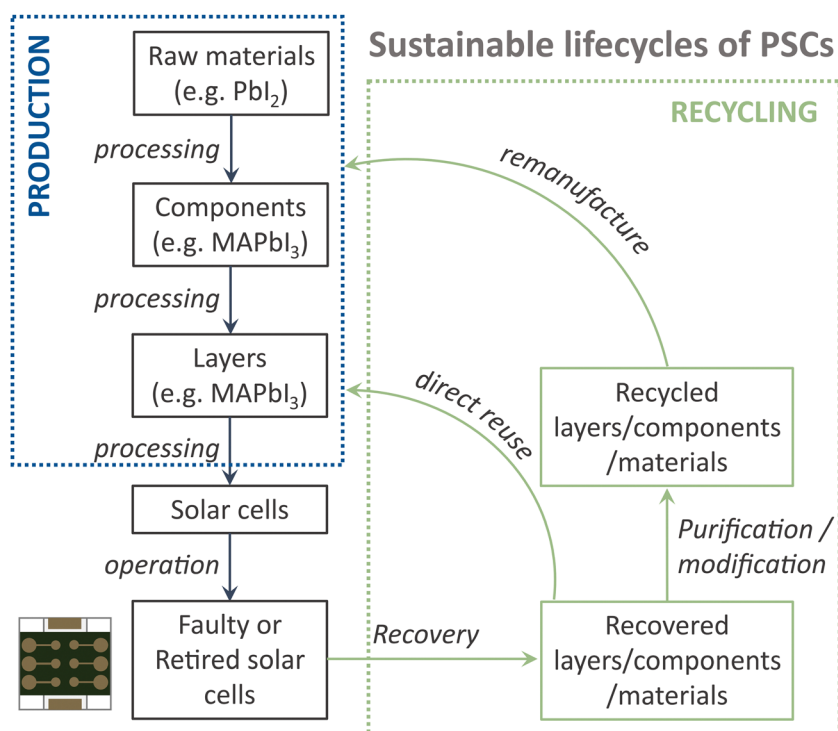 Sustainable lifecycles of PSCs
PRODUCTION
Raw materials
(e.g. PbI₂)
processing
Components
(e.g. MAPbI₃)
processing
Layers
(e.g. MAPbI₃)
processing
Solar cells
operation
Faulty or
Retired solar
cells
RECYCLING
remanufacture
direct reuse
Recycled
layers/components
/materials
Purification /
modification
Recovery
Recovered
layers/components
/materials